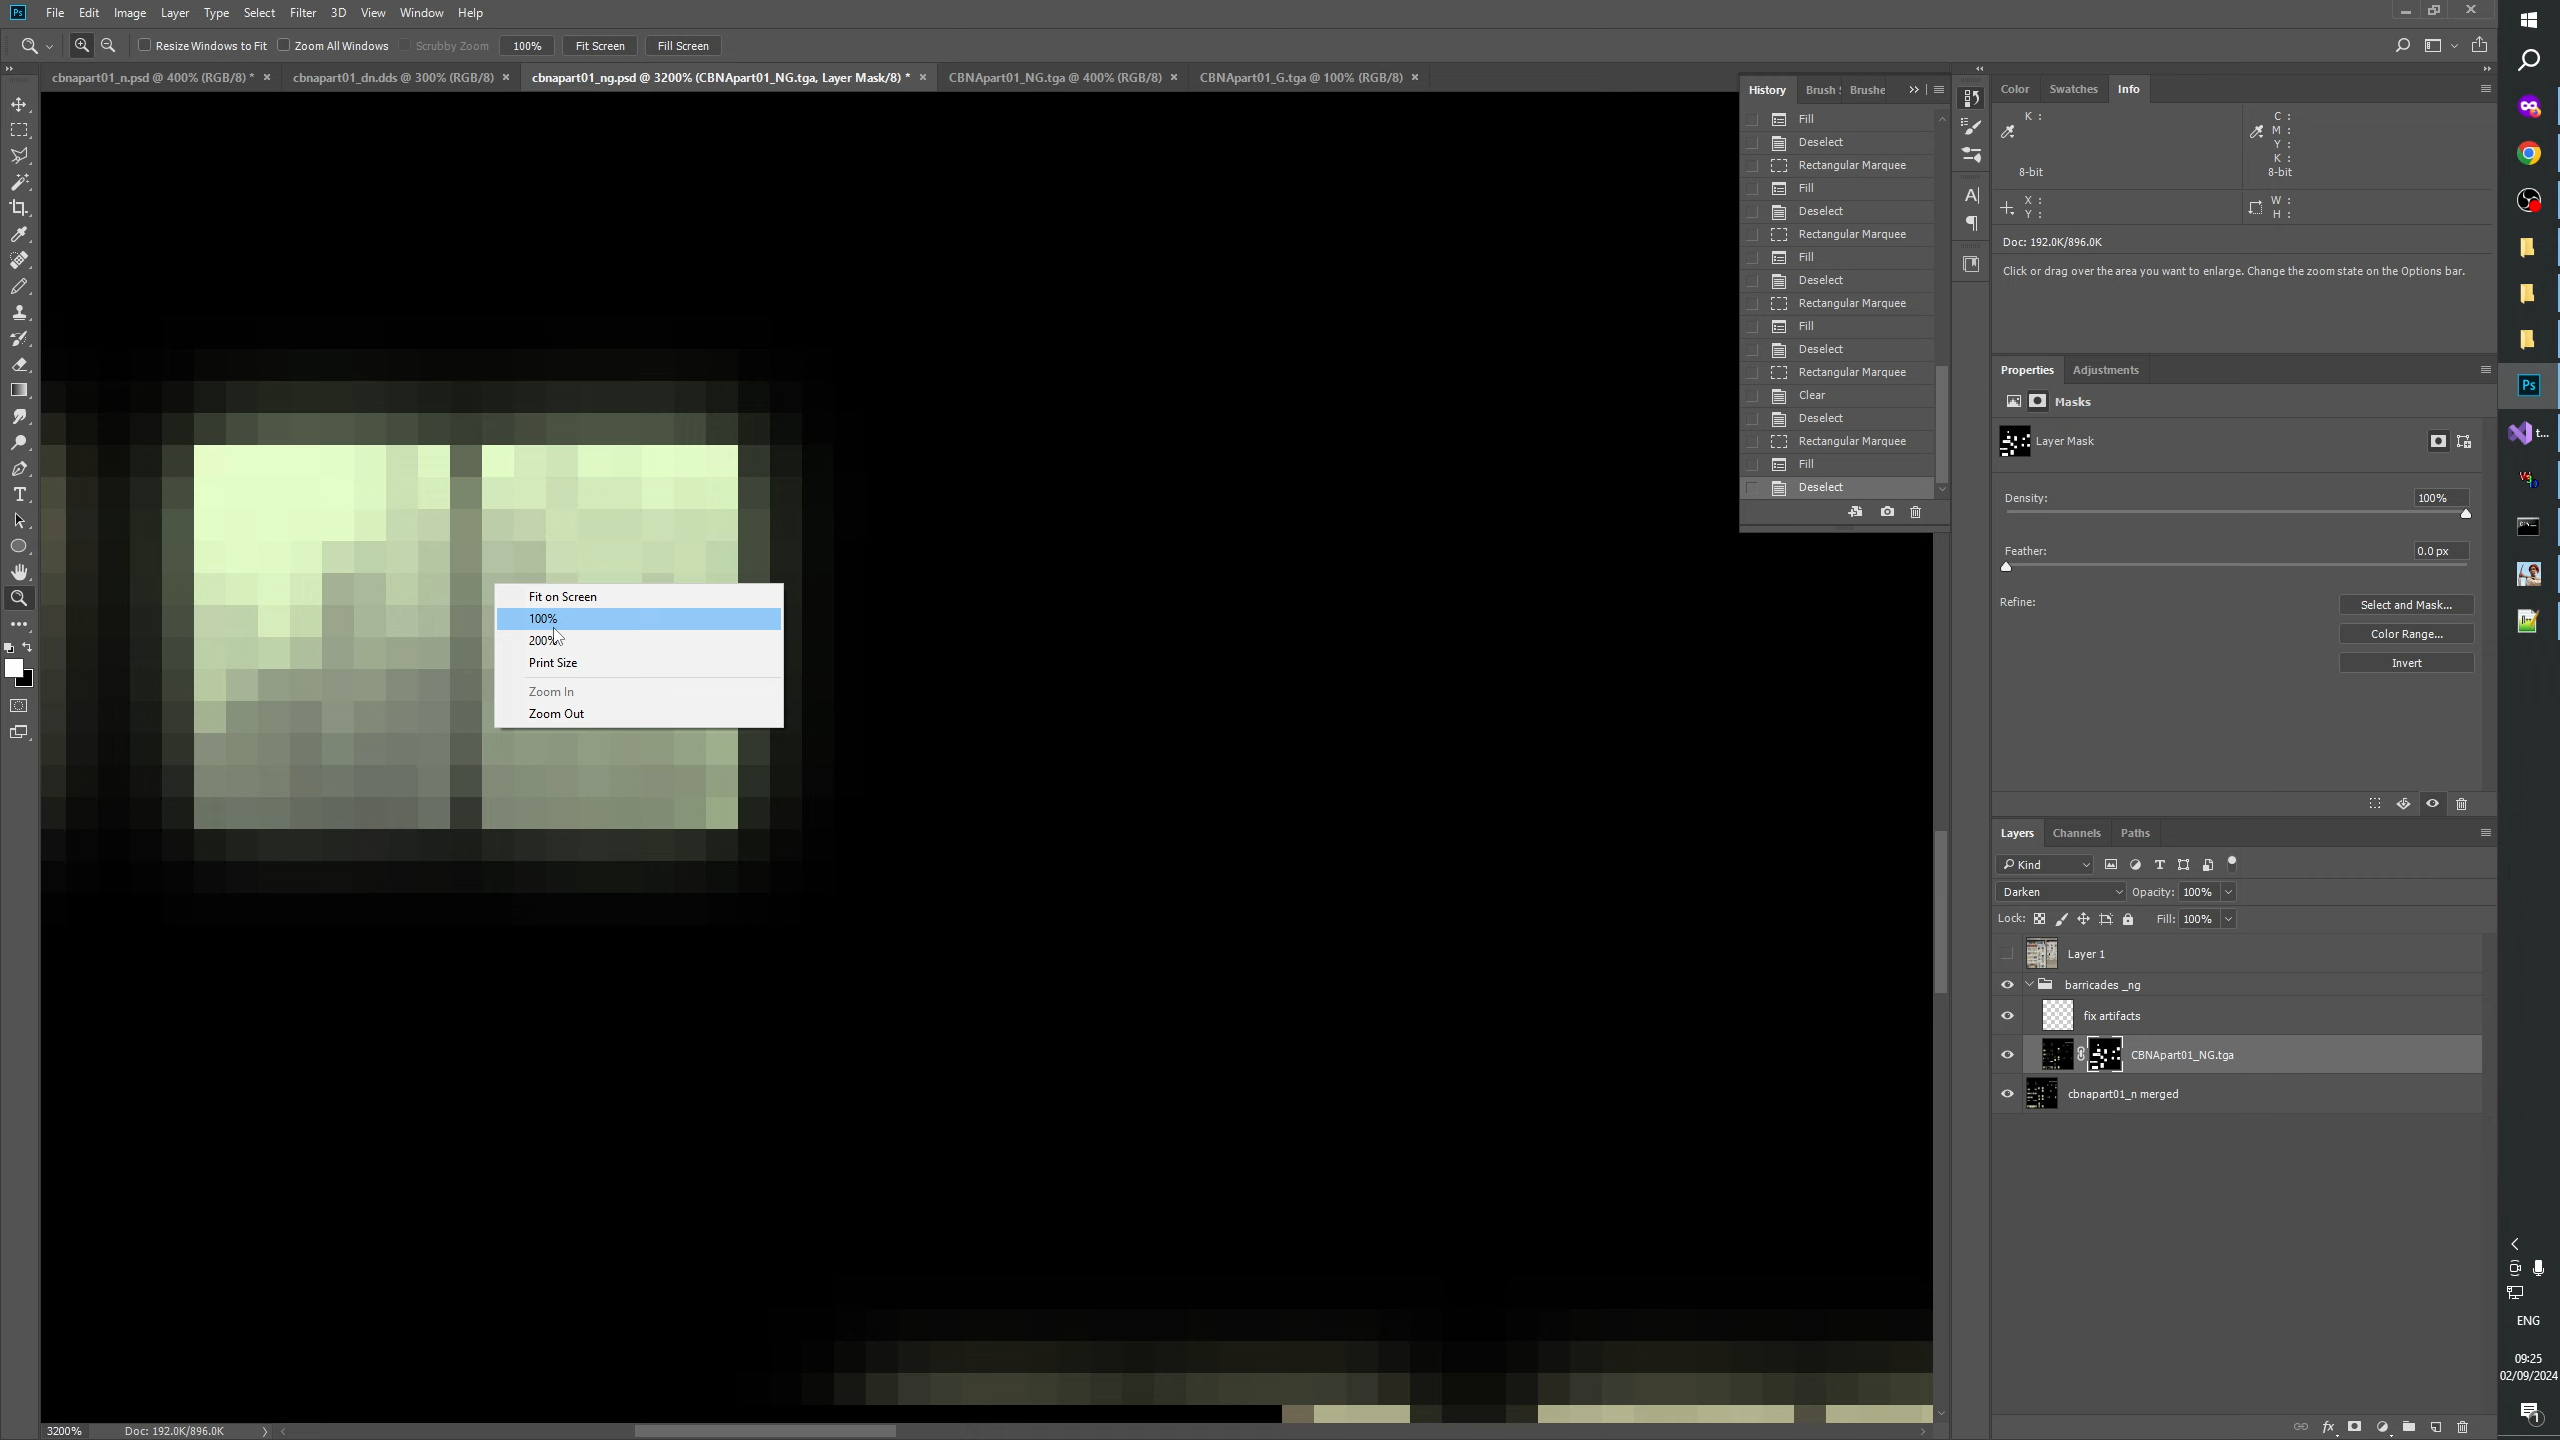 Ps File Edit Image Layer Type Select Filter 3D View Window Help
Resize Windows to Fit Zoom All Windows Scrubby Zoom 100% Fit Screen Fill Screen
cbnapart01_n.psd @ 400% (RGB/8) * × cbnapart01_dn.dds @ 300% (RGB/8) × cbnapart01_ng.psd @ 3200% (CBNApart01_NG.tga, Layer Mask/8) * × CBNApart01_NG.tga @ 400% (RGB/8) × CBNApart01_G.tga @ 100% (RGB/8) ×
History Brush Brushe
Fill
Deselect
Rectangular Marquee
Fill
Deselect
Rectangular Marquee
Fill
Deselect
Rectangular Marquee
Fill
Deselect
Rectangular Marquee
Clear
Deselect
Rectangular Marquee
Fill
Deselect
Fit on Screen
100%
200%
Print Size
Zoom In
Zoom Out
Color Swatches Info
K :
8-bit
C :
M :
Y :
K :
8-bit
X :
Y :
W :
H :
Doc: 192.0K/896.0K
Click or drag over the area you want to enlarge. Change the zoom state on the Options bar.
Properties Adjustments
Masks
Layer Mask
Density: 100%
Feather: 0.0 px
Refine: Select and Mask...
Color Range...
Invert
Layers Channels Paths
Kind
Darken Opacity: 100%
Lock: Fill: 100%
Layer 1
barricades _ng
fix artifacts
CBNApart01_NG.tga
cbnapart01_n merged
3200% Doc: 192.0K/896.0K
Ps
t...
ENG
09:25
02/09/2024
1